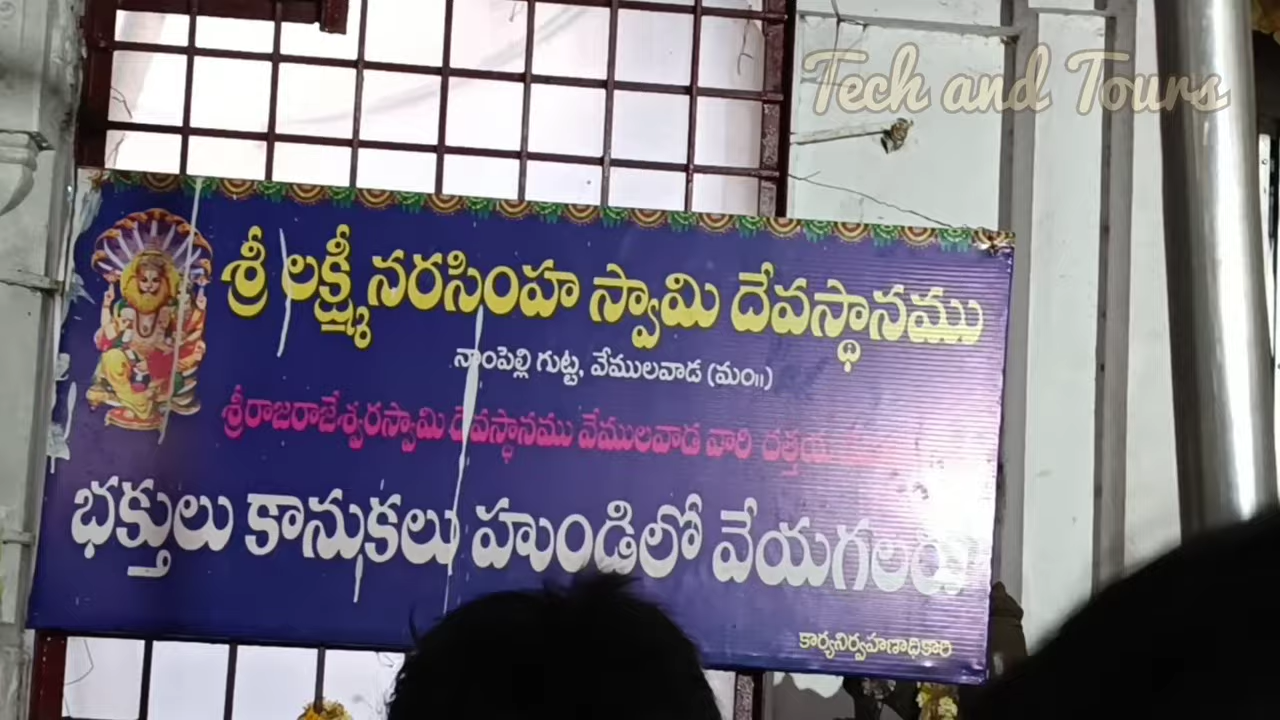 Tech and Tours
శ్రీ లక్ష్మీ నరసింహ స్వామి దేవస్థానము
నాంపెల్లి గుట్ట, వేములవాడ (మం॥)
శ్రీరాజరాజేశ్వరస్వామి దేవస్థానము వేములవాడ వారి
భక్తులు కానుకలు హుండిలో వేయగలరు
కార్యనిర్వహణాధికారి